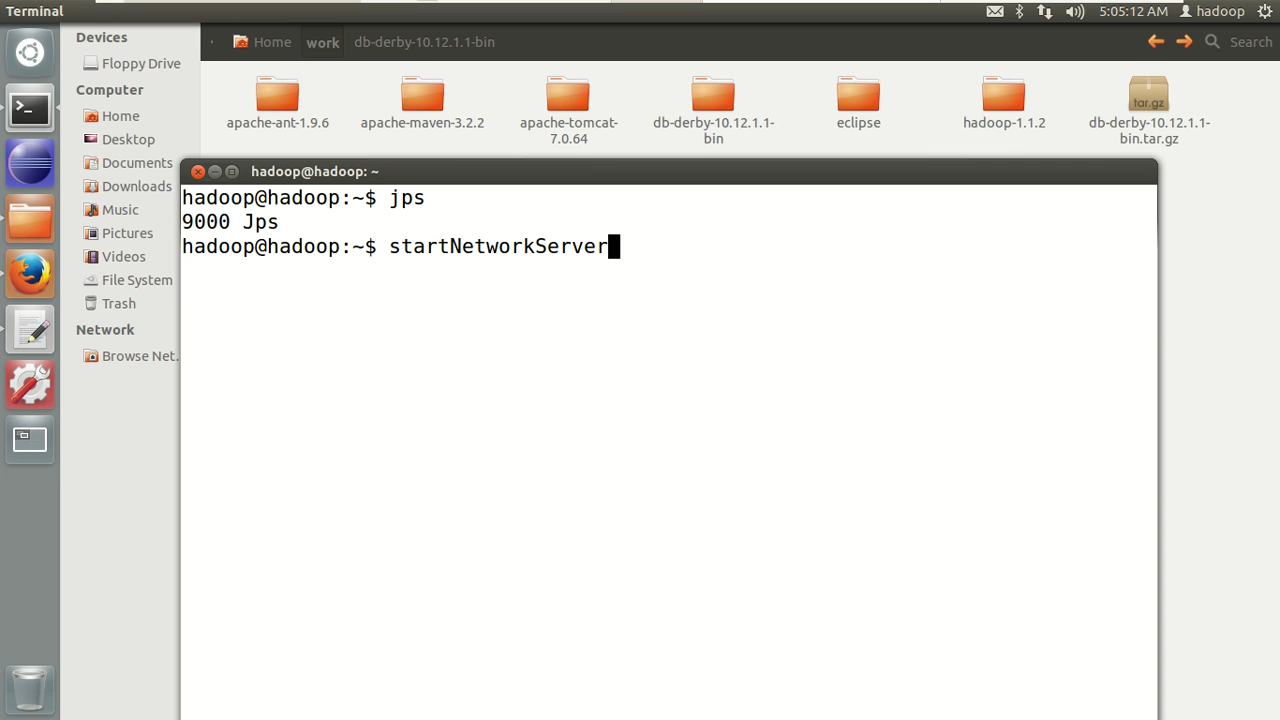 Terminal
5:05:12 AM
hadoop
Devices
Floppy Drive
Computer
Home
Desktop
Documents
Downloads
Music
Pictures
Videos
File System
Trash
Network
Browse Net.
Home
work
db-derby-10.12.1.1-bin
Search
apache-ant-1.9.6
apache-maven-3.2.2
apache-tomcat-
7.0.64
db-derby-10.12.1.1-
bin
eclipse
hadoop-1.1.2
tar.gz
db-derby-10.12.1.1-
bin.tar.gz
hadoop@hadoop: ~
hadoop@hadoop:~$ jps
9000 Jps
hadoop@hadoop:~$ startNetworkServer